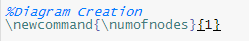 %Diagram Creation
\newcommand{\numofnodes}{1}